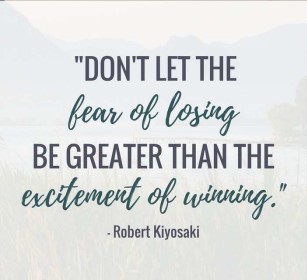 "DON'T LET THE
fear of losing
BE GREATER THAN THE
excitement of winning."
- Robert Kiyosaki